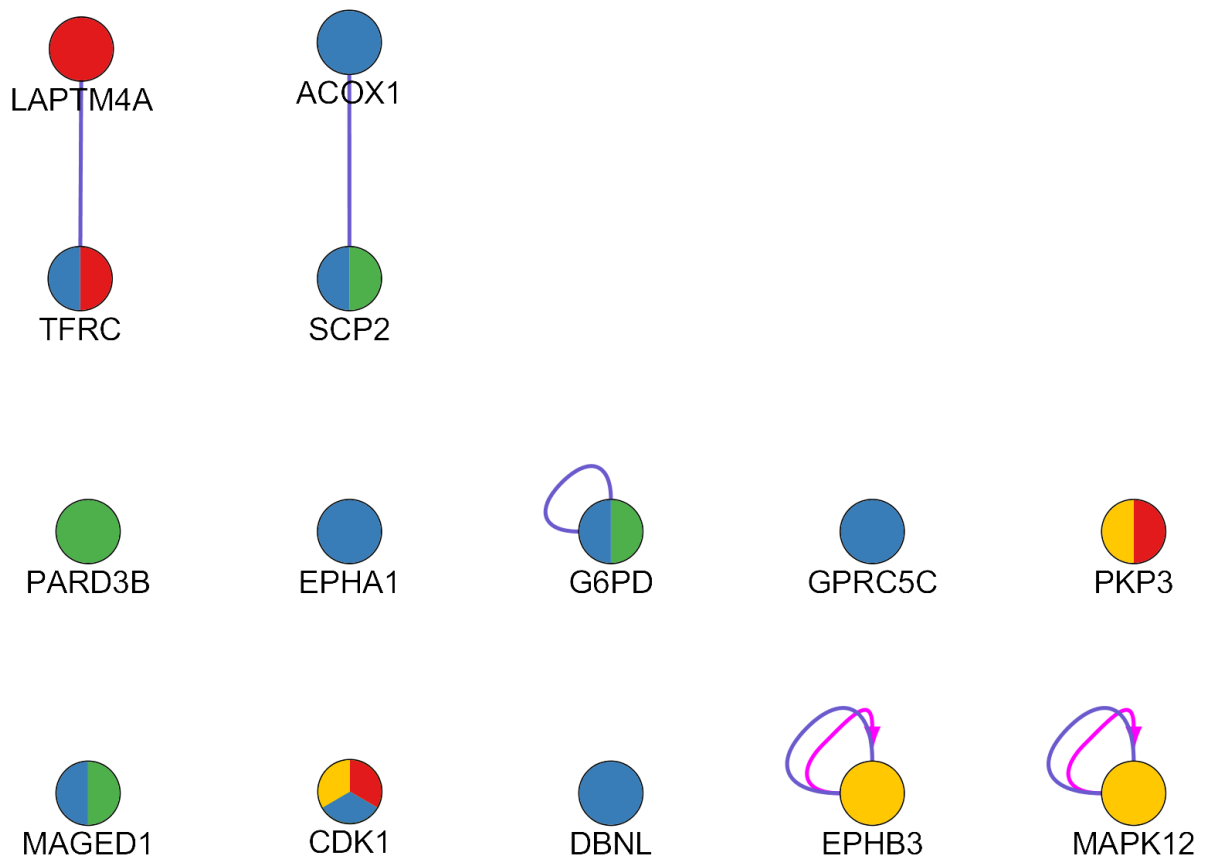 LAPTM4A
ACOX1
TFRC
SCP2
PARD3B
EPHA1
G6PD
GPRC5C
PKP3
MAGED1
CDK1
DBNL
EPHB3
MAPK12